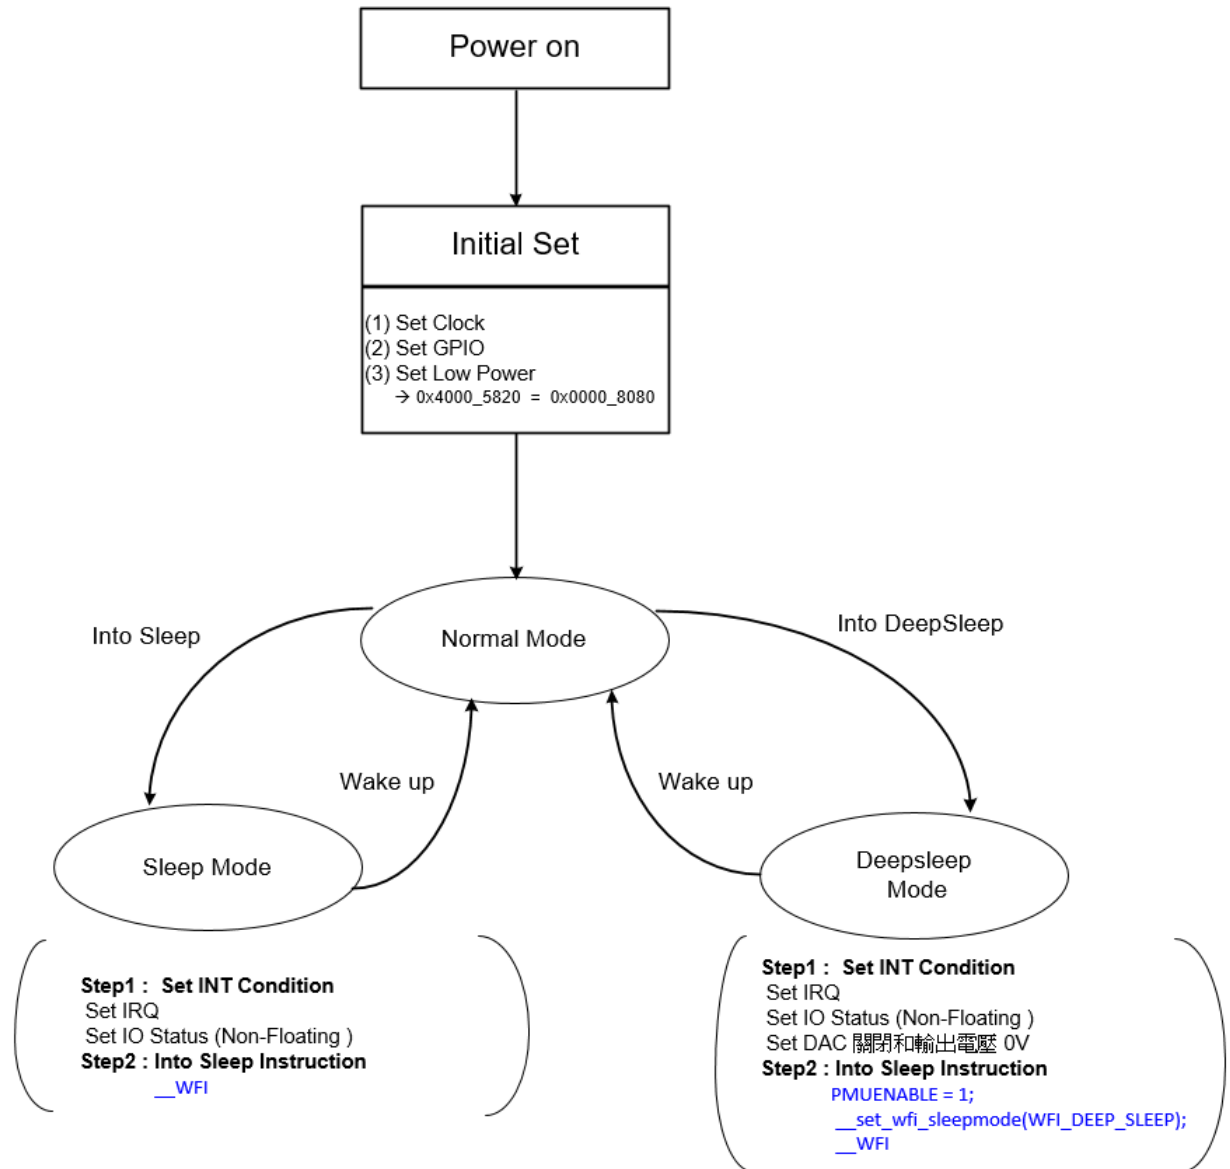 Power on
Initial Set
(1) Set Clock
(2) Set GPIO
(3) Set Low Power
→ 0x4000_5820 = 0x0000_8080
Normal Mode
Into Sleep
Into DeepSleep
Wake up
Wake up
Sleep Mode
Deepsleep
Mode
Step1 : Set INT Condition
Set IRQ
Set IO Status (Non-Floating )
Step2 : Into Sleep Instruction
__WFI
Step1 : Set INT Condition
Set IRQ
Set IO Status (Non-Floating )
Set DAC 關閉和輸出電壓 0V
Step2 : Into Sleep Instruction
PMUENABLE = 1;
__set_wfi_sleepmode(WFI_DEEP_SLEEP);
__WFI